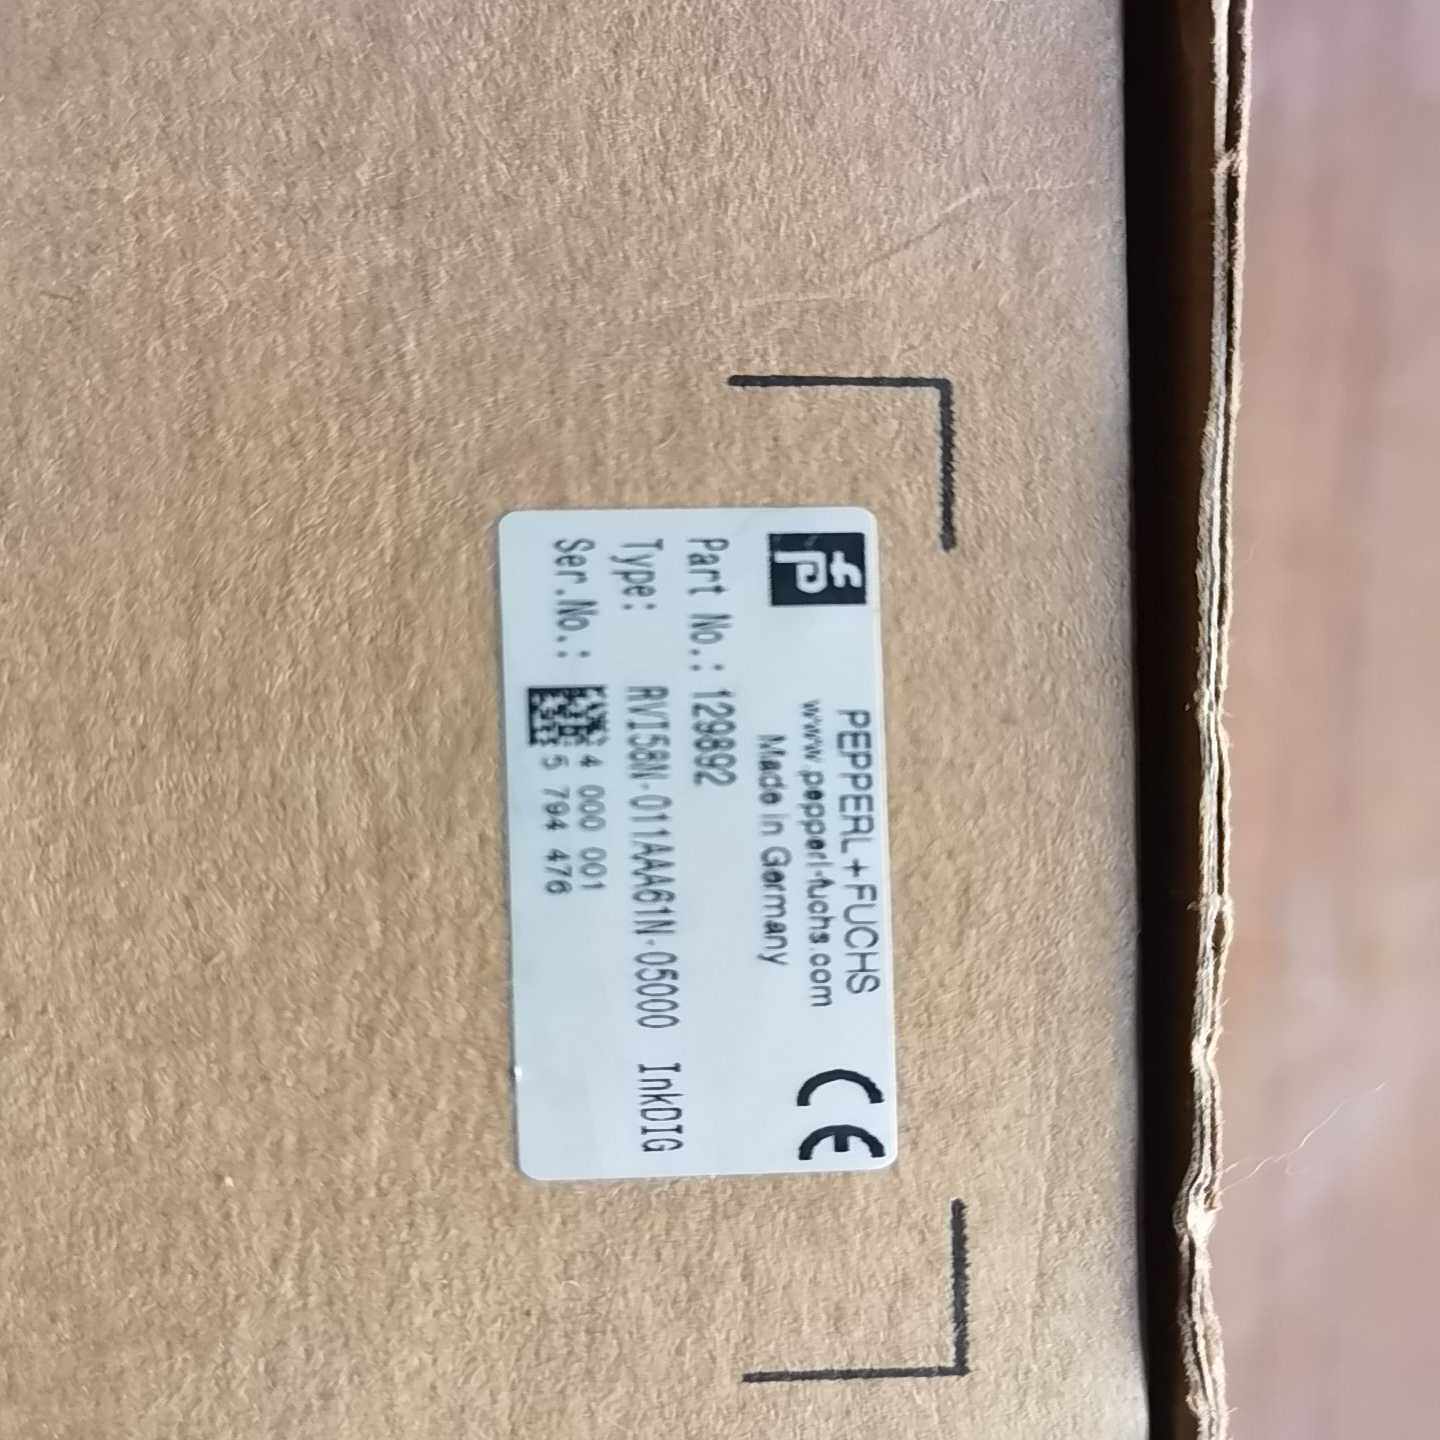 PEPPERL+FUCHS
www.pepperl-fuchs.com
Made in Germany
CE
Part No.: 129892
Type: RVI58N-011AAA61N-05000 InkDIG
Ser.No.: 4 000 001
5 794 476